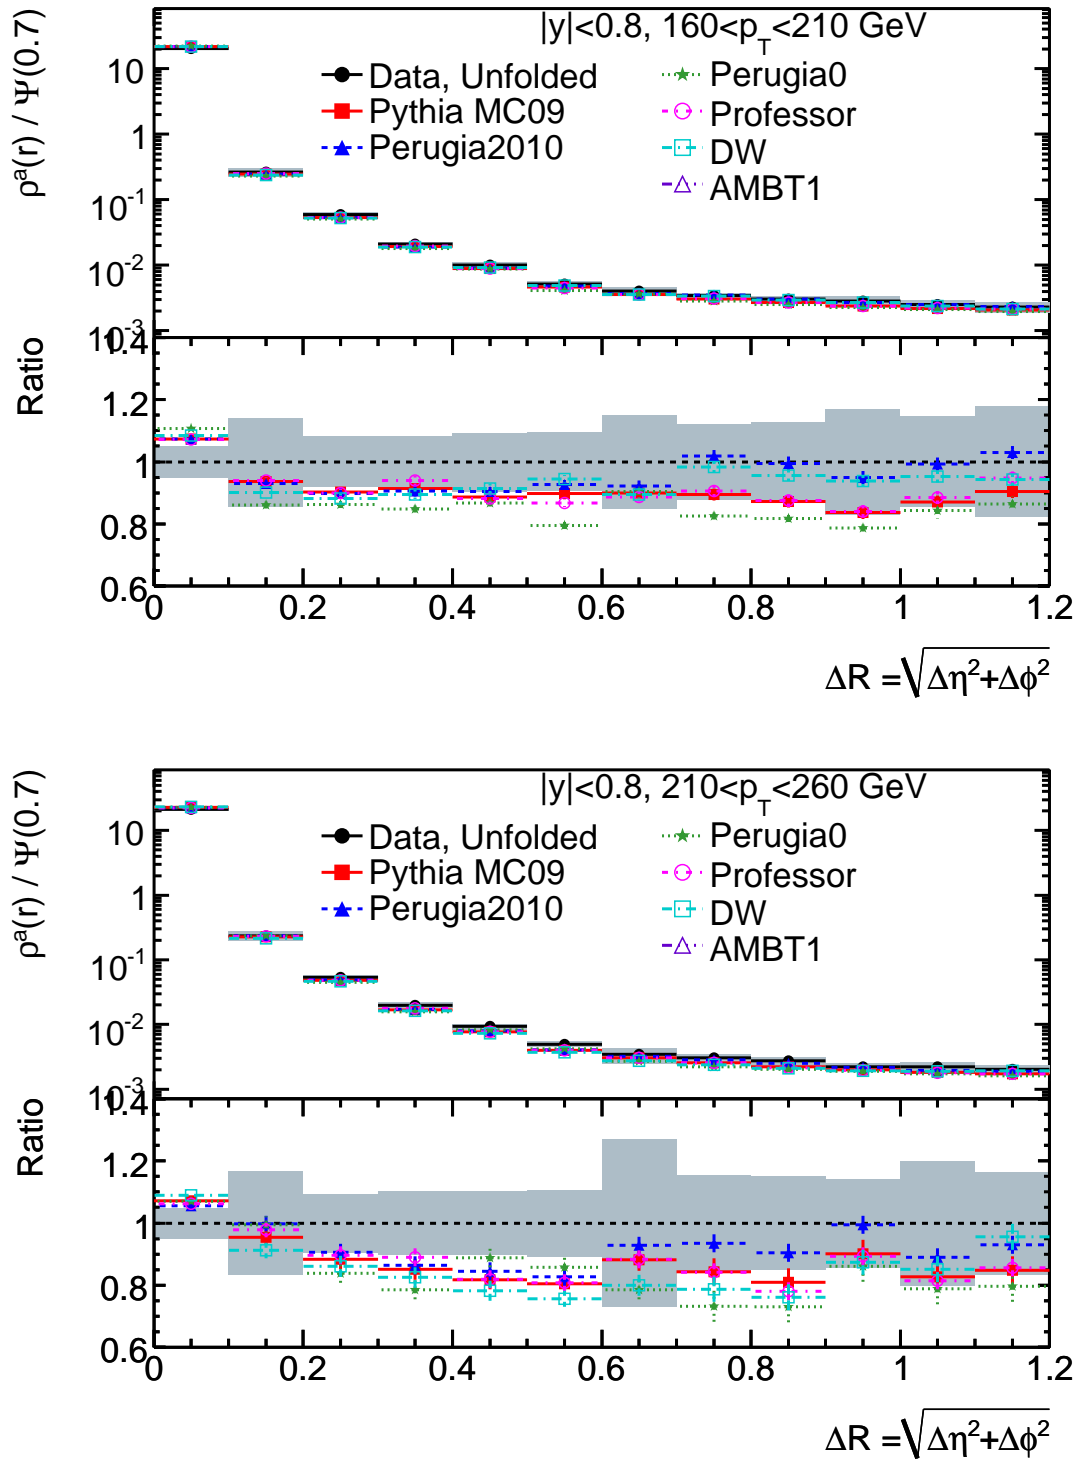 |y|<0.8, 160<p_T<210 GeV
ρ^a(r) / Ψ(0.7)
Data, Unfolded
Pythia MC09
Perugia2010
Perugia0
Professor
DW
AMBT1
10
1
10^-1
10^-2
10^-3
Ratio
1.4
1.2
1
0.8
0.6
0 0.2 0.4 0.6 0.8 1 1.2
ΔR = √Δη²+Δϕ²
|y|<0.8, 210<p_T<260 GeV
ρ^a(r) / Ψ(0.7)
Data, Unfolded
Pythia MC09
Perugia2010
Perugia0
Professor
DW
AMBT1
10
1
10^-1
10^-2
10^-3
Ratio
1.4
1.2
1
0.8
0.6
0 0.2 0.4 0.6 0.8 1 1.2
ΔR = √Δη²+Δϕ²